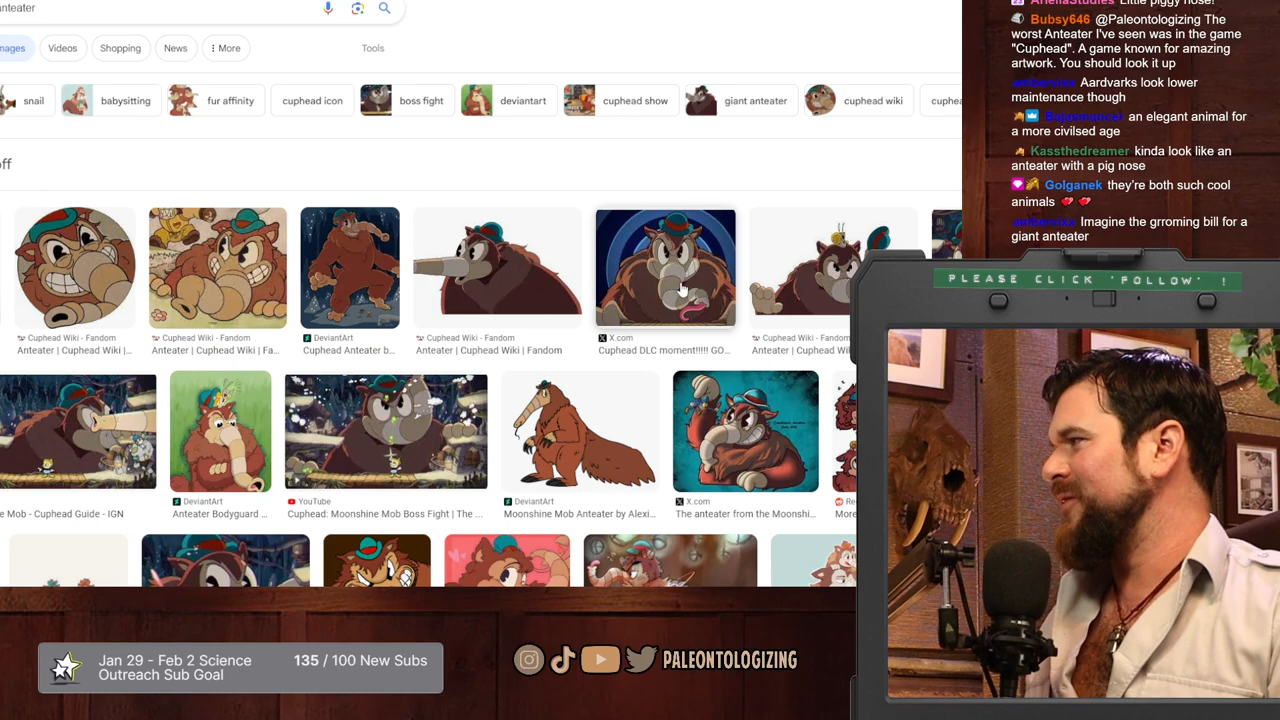 anteater
mages
Videos
Shopping
News
More
Tools
snail
babysitting
fur affinity
cuphead icon
boss fight
deviantart
cuphead show
giant anteater
cuphead wiki
cuphea
off
Cuphead Wiki - Fandom
Anteater | Cuphead Wiki |...
Cuphead Wiki - Fandom
Anteater | Cuphead Wiki | Fa...
DeviantArt
Cuphead Anteater b...
Cuphead Wiki - Fandom
Anteater | Cuphead Wiki | Fandom
X.com
Cuphead DLC moment!!!!! GO...
Cuphead Wiki - Fandom
Anteater | Cuphead Wi
e Mob - Cuphead Guide - IGN
DeviantArt
Anteater Bodyguard ...
YouTube
Cuphead: Moonshine Mob Boss Fight | The ...
DeviantArt
Moonshine Mob Anteater by Alexi...
X.com
The anteater from the Moonshi...
Re
More
ArielaStudies Little piggy nose!
Bubsy646 @Paleontologizing The
worst Anteater I've seen was in the game
"Cuphead". A game known for amazing
artwork. You should look it up
Aardvarks look lower
maintenance though
an elegant animal for
a more civilsed age
Kassthedreamer kinda look like an
anteater with a pig nose
Golganek they're both such cool
animals
Imagine the grroming bill for a
giant anteater
PLEASE CLICK 'FOLLOW' !
Jan 29 - Feb 2 Science
Outreach Sub Goal
135 / 100 New Subs
PALEONTOLOGIZING